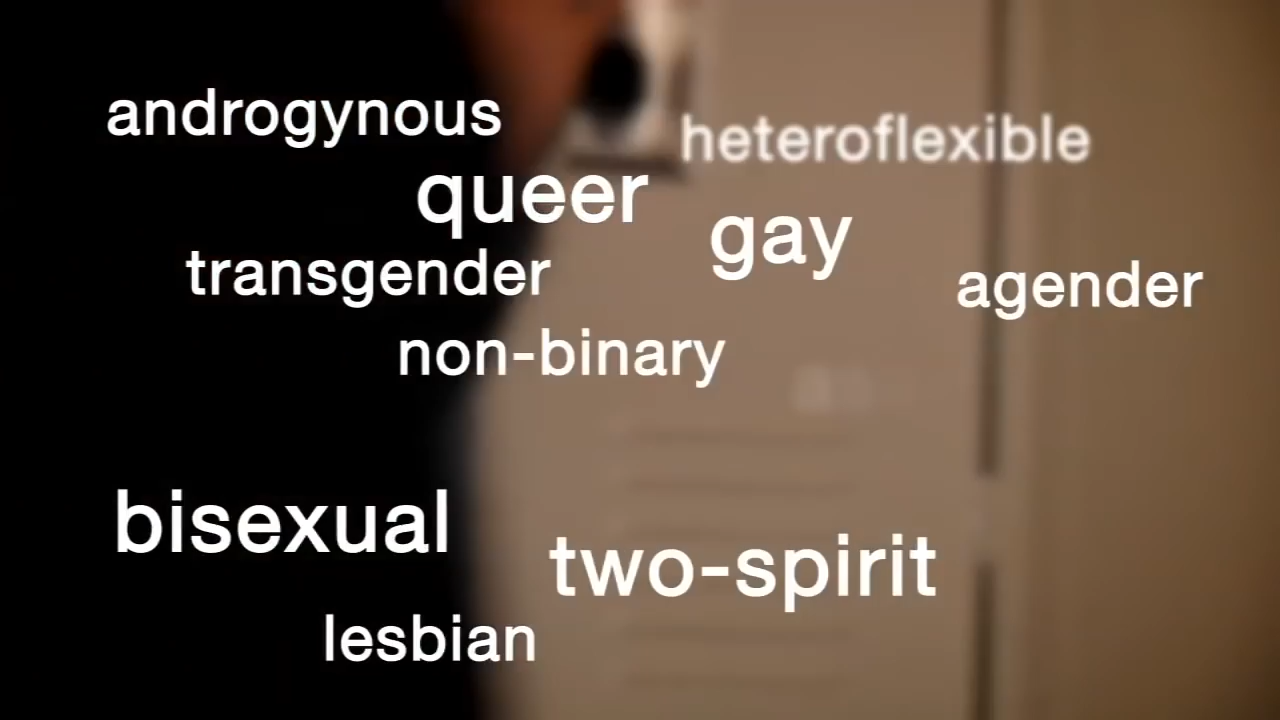 androgynous
heteroflexible
queer
gay
transgender
agender
non-binary
bisexual
two-spirit
lesbian